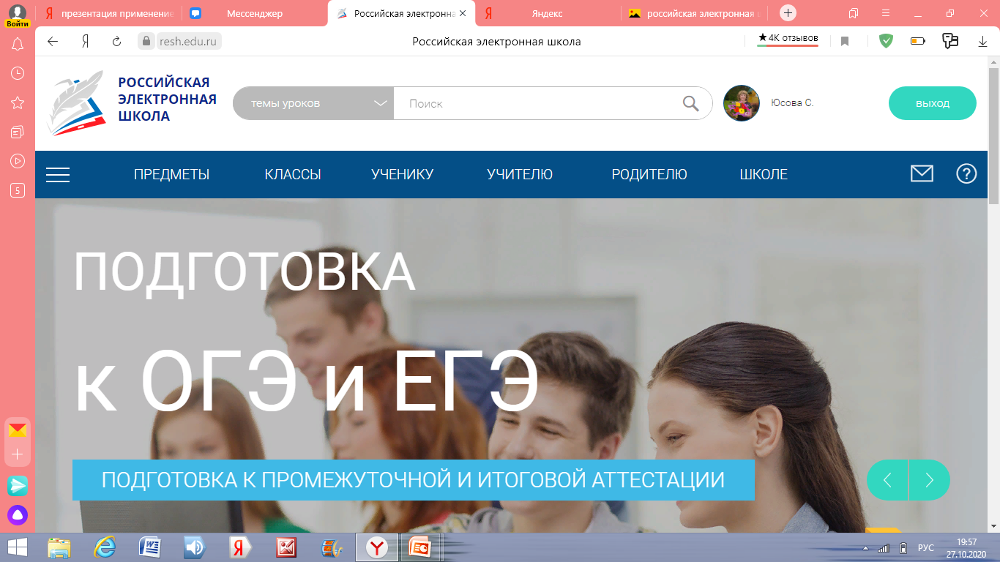 презентация применение
Мессенджер
Российская электронна
Яндекс
российская электронная
Войти
resh.edu.ru
Российская электронная школа
★4К отзывов
РОССИЙСКАЯ
ЭЛЕКТРОННАЯ
ШКОЛА
темы уроков
Поиск
Юсова С.
выход
ПРЕДМЕТЫ
КЛАССЫ
УЧЕНИКУ
УЧИТЕЛЮ
РОДИТЕЛЮ
ШКОЛЕ
5
ПОДГОТОВКА
к ОГЭ и ЕГЭ
ПОДГОТОВКА К ПРОМЕЖУТОЧНОЙ И ИТОГОВОЙ АТТЕСТАЦИИ
РУС
19:57
27.10.2020